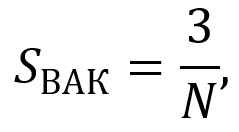 S_ВАК = 3/N,